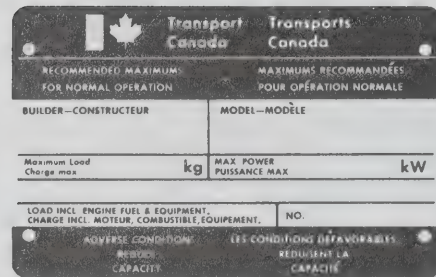 Transport Transports
Canada Canada
RECOMMENDED MAXIMUMS MAXIMUMS RECOMMANDÉES
FOR NORMAL OPERATION POUR OPÉRATION NORMALE
BUILDER—CONSTRUCTEUR MODEL—MODÈLE
Maximum Load kg MAX POWER kW
Charge max PUISSANCE MAX
LOAD INCL ENGINE FUEL & EQUIPMENT, NO.
CHARGE INCL. MOTEUR, COMBUSTIBLE, EQUIPEMENT.
ADVERSE CONDITIONS LES CONDITIONS DÉFAVORABLES
REDUCE RÉDUISENT LA
CAPACITY CAPACITÉ